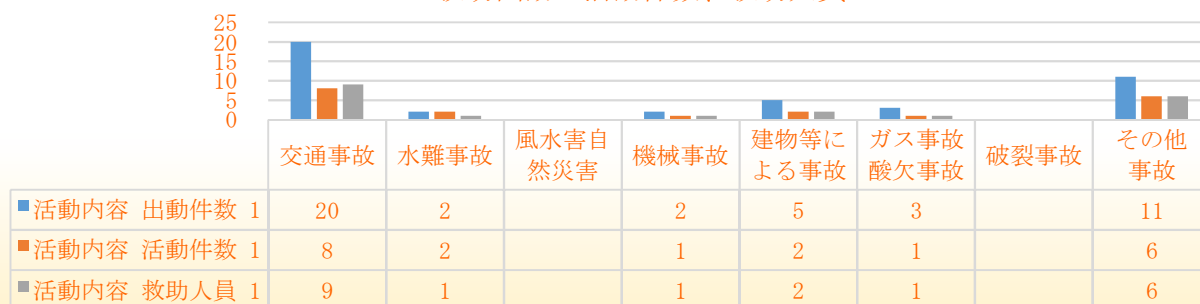 25
20
15
10
5
0
交通事故 水難事故 風水害自然災害 機械事故 建物等による事故 ガス事故酸欠事故 破裂事故 その他事故
活動内容 出動件数 1 20 2 2 5 3 11
活動内容 活動件数 1 8 2 1 2 1 6
活動内容 救助人員 1 9 1 1 2 1 6